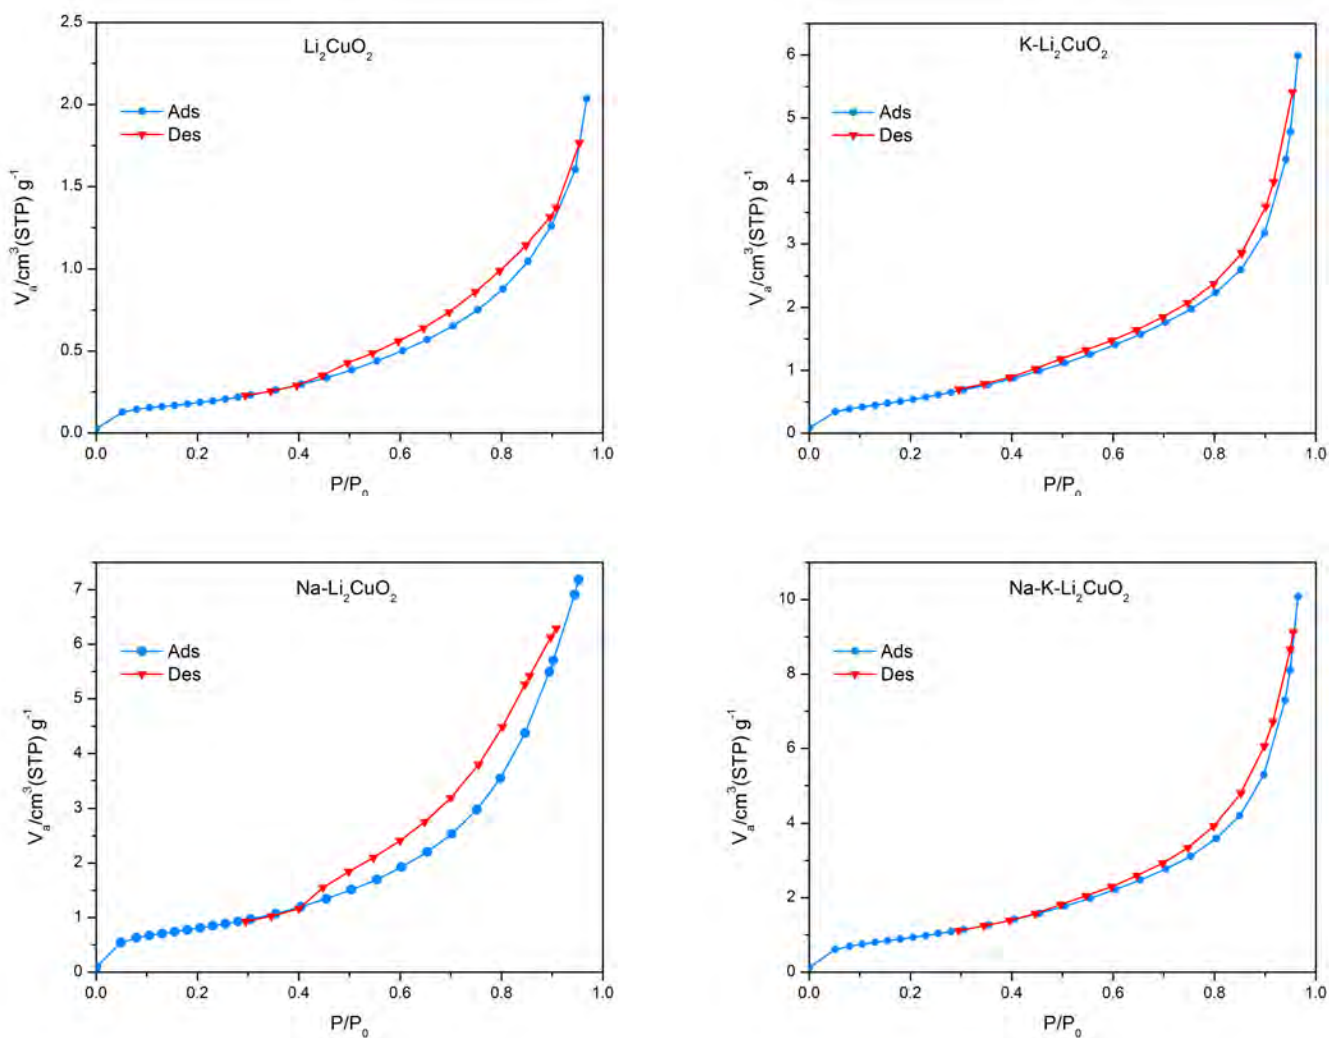 Li₂CuO₂
Ads
Des
Vₐ/cm³(STP) g⁻¹
2.5
2.0
1.5
1.0
0.5
0.0
0.0 0.2 0.4 0.6 0.8 1.0
P/P₀
K-Li₂CuO₂
Ads
Des
Vₐ/cm³(STP) g⁻¹
6
5
4
3
2
1
0
0.0 0.2 0.4 0.6 0.8 1.0
P/P₀
Na-Li₂CuO₂
Ads
Des
Vₐ/cm³(STP) g⁻¹
7
6
5
4
3
2
1
0
0.0 0.2 0.4 0.6 0.8 1.0
P/P₀
Na-K-Li₂CuO₂
Ads
Des
Vₐ/cm³(STP) g⁻¹
10
8
6
4
2
0
0.0 0.2 0.4 0.6 0.8 1.0
P/P₀